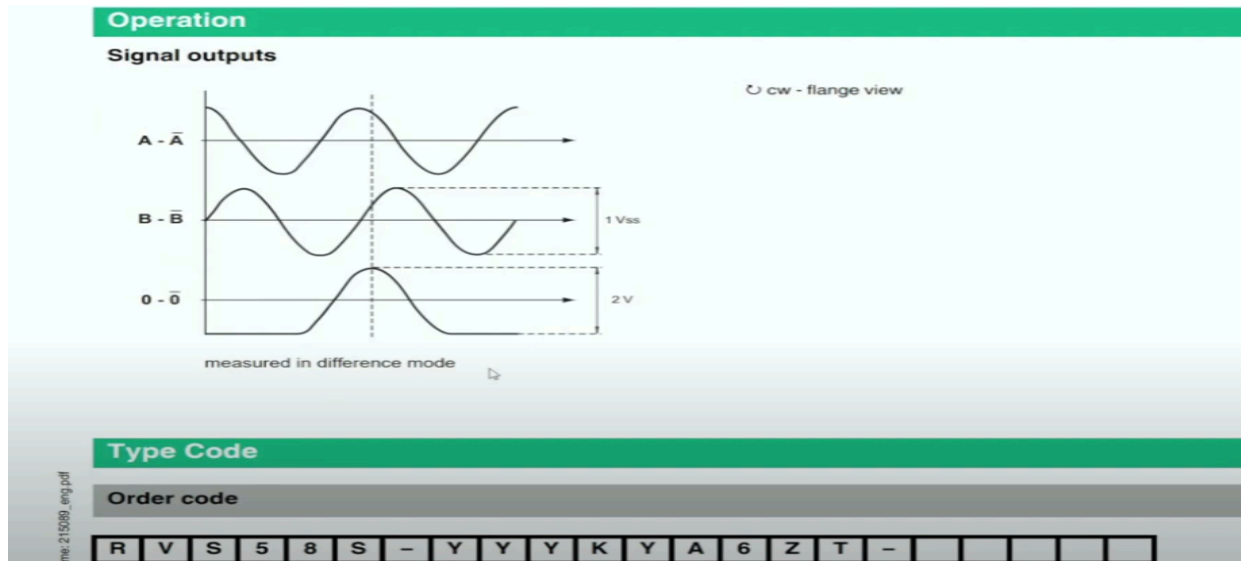 Operation
Signal outputs
↻ cw - flange view
A - A̅
B - B̅
1 Vss
0 - 0̅
2 V
measured in difference mode
Type Code
Order code
R V S 5 8 S – Y Y Y K Y A 6 Z T –
me: 215089_eng.pdf